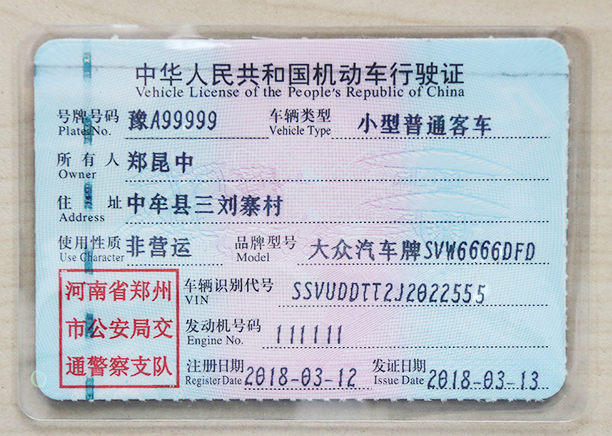 中华人民共和国机动车行驶证
Vehicle License of the People's Republic of China
号牌号码 豫A99999 车辆类型 小型普通客车
Plate No. Vehicle Type
所有人 郑昆中
Owner
住址 中牟县三刘寨村
Address
使用性质 非营运 品牌型号 大众汽车牌SVW6666DFD
Use Character Model
河南省郑州 车辆识别代号 SSVUDDTT2J2022555
VIN
市公安局交 发动机号码 111111
Engine No.
通警察支队 注册日期 2018-03-12 发证日期 2018-03-13
Register Date Issue Date